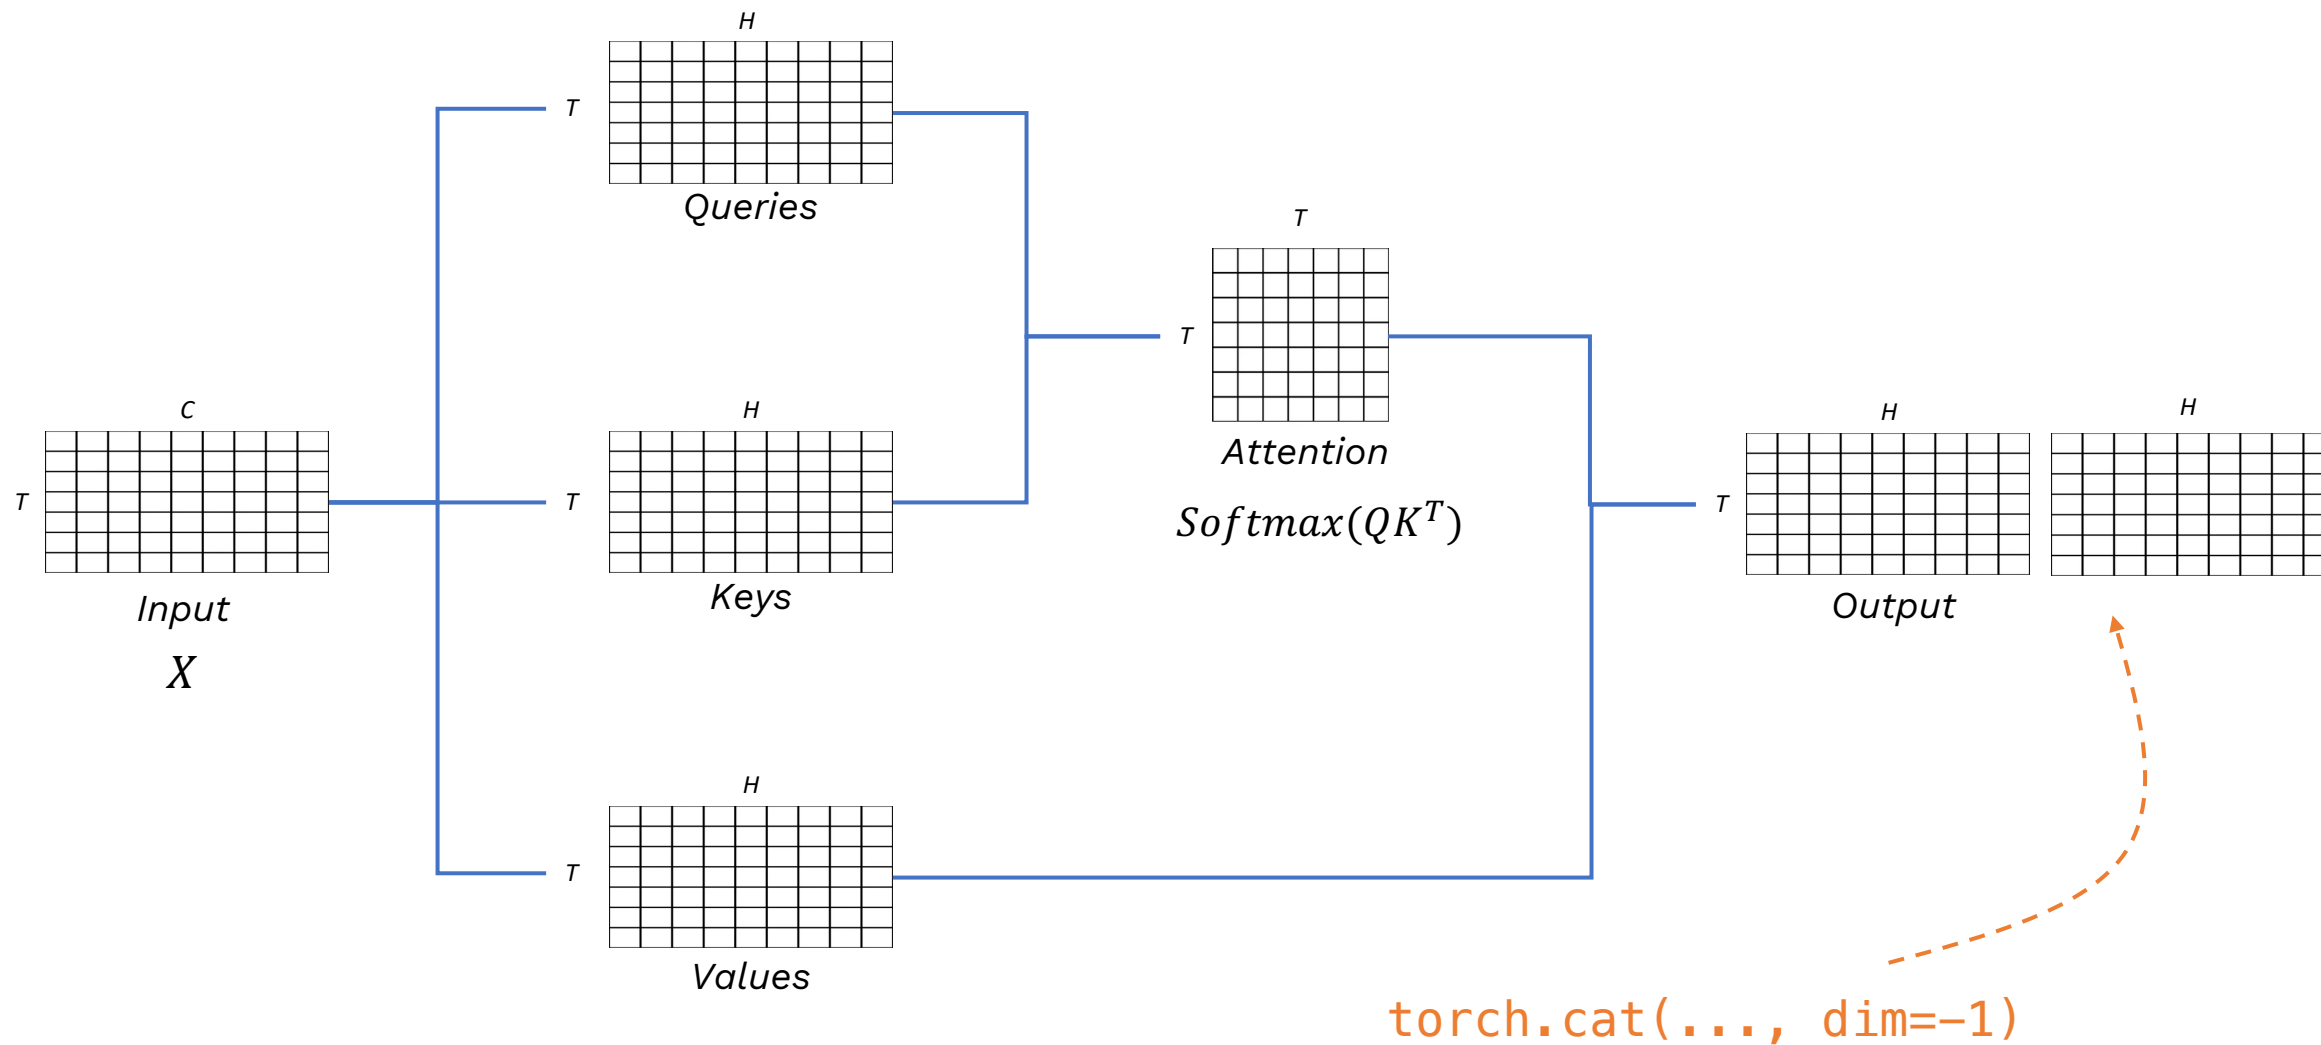 H
T
Queries
T
T
Attention
Softmax(QK^T)
C
T
Input
X
H
T
Keys
H
T
Values
H
H
T
Output
torch.cat(..., dim=-1)